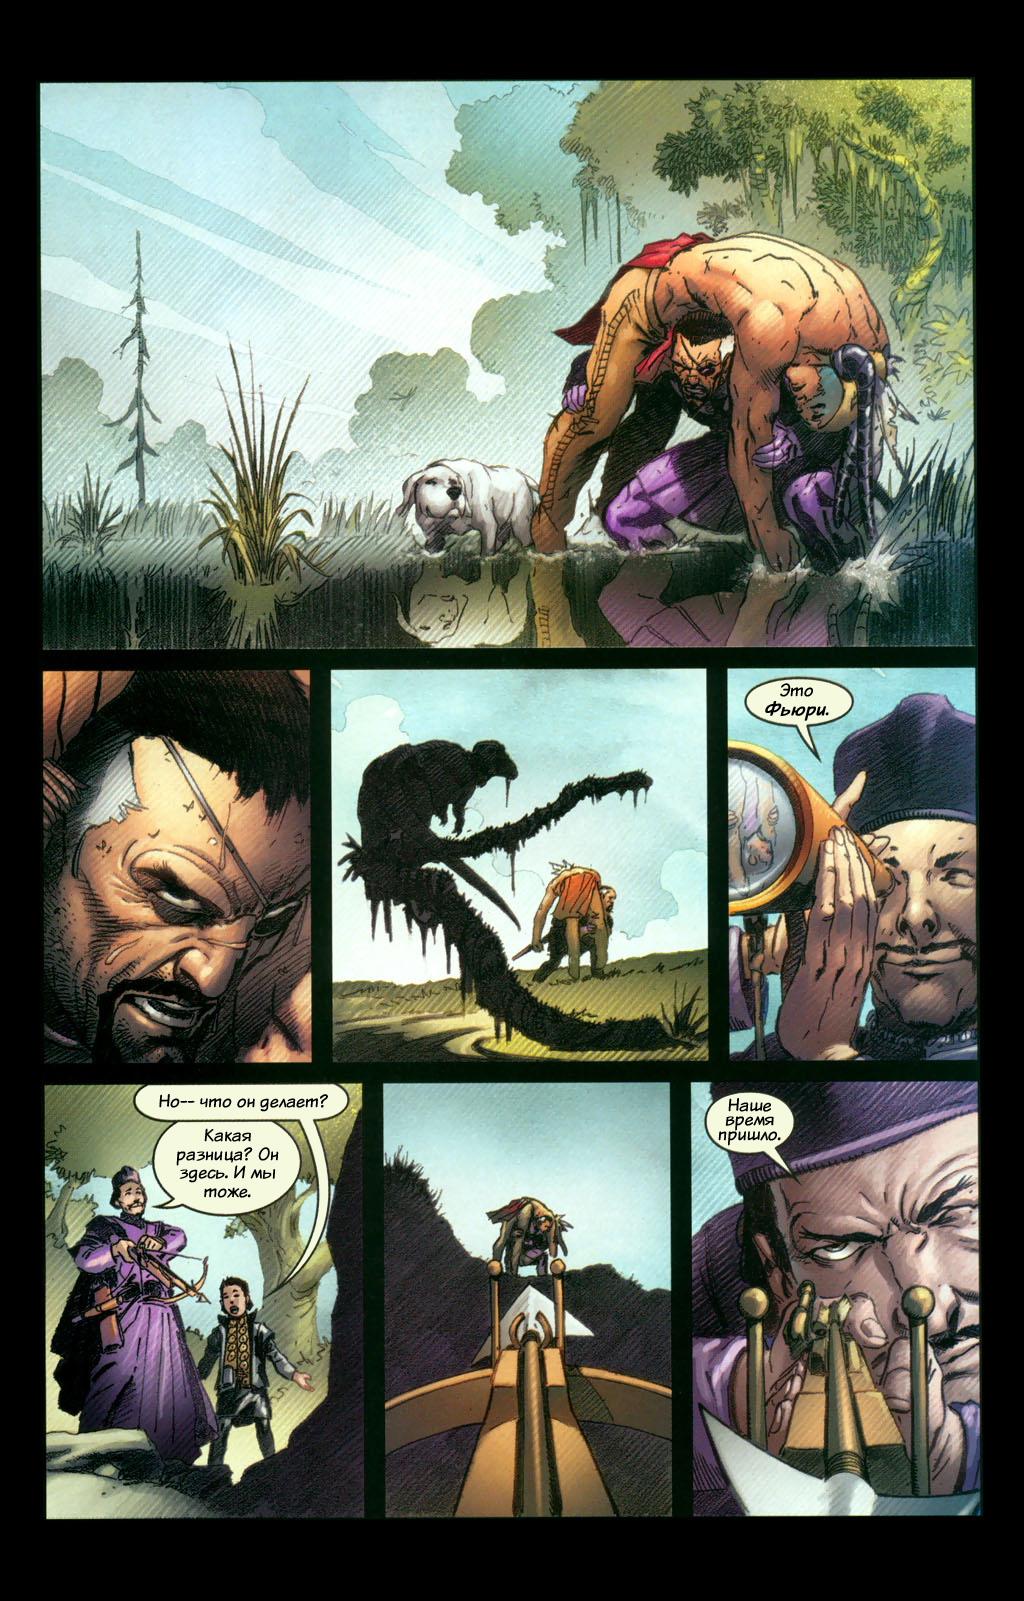 Это
Фьюри.
Но-- что он делает?
Какая
разница? Он
здесь. И мы
тоже.
Наше
время
пришло.